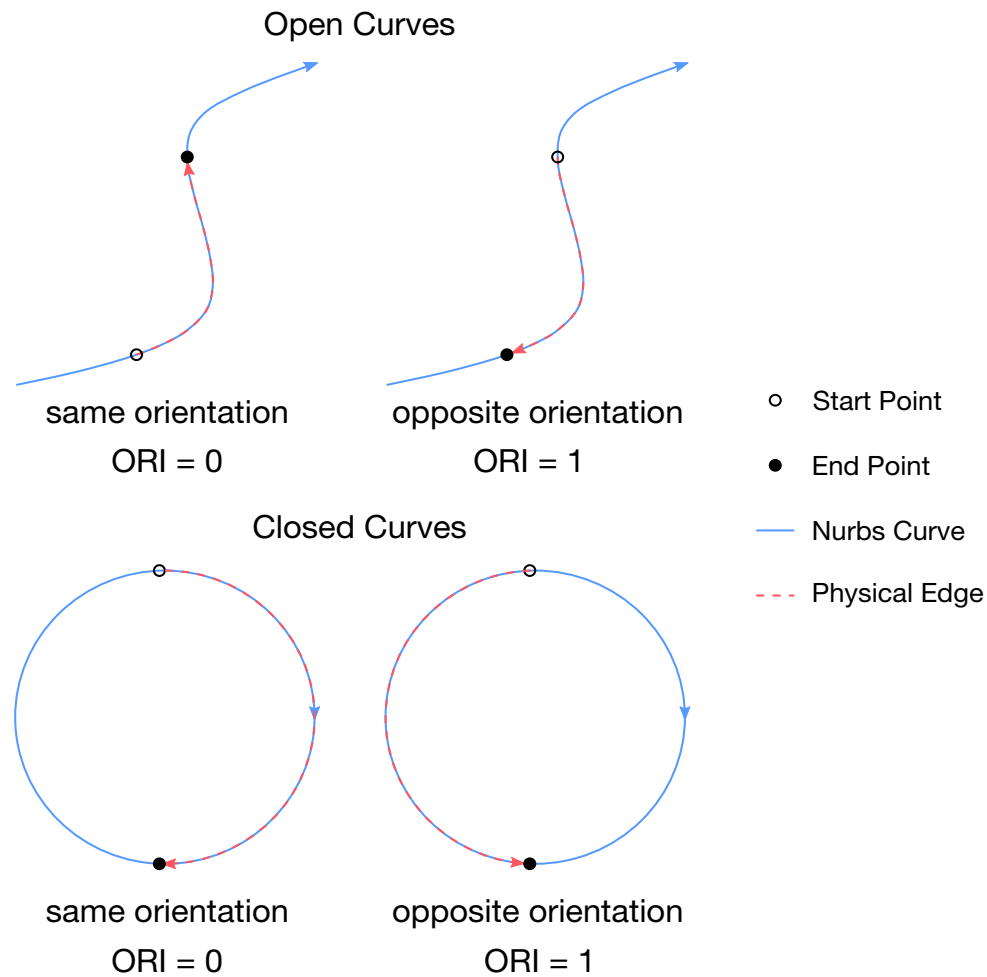 Open Curves
same orientation
ORI = 0
opposite orientation
ORI = 1
Start Point
End Point
Nurbs Curve
Physical Edge
Closed Curves
same orientation
ORI = 0
opposite orientation
ORI = 1